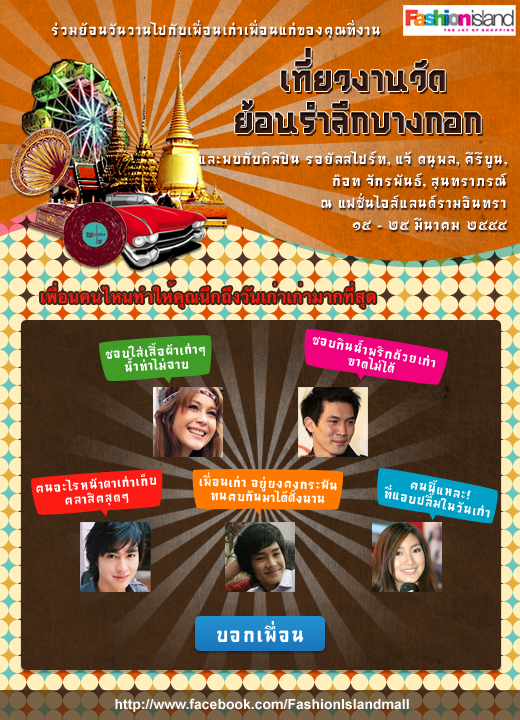 ร่วมย้อนวันวานไปกับเพื่อนเก่าเพื่อนแก่ของคุณที่งาน
Fashion island
THE JOY OF SHOPPING
เที่ยวงานวัด
ย้อนรำลึกบางกอก
และพบกับศิลปิน รอยัลสไปร์ท, แจ้ ดนุพล, คีรีบูน,
ก๊อท จักรพันธ์, สุนทราภรณ์
ณ แฟชั่นไอส์แลนด์รามอินทรา
๑๙ - ๒๕ มีนาคม ๒๕๕๕
เพื่อนคนไหนทำให้คุณนึกถึงวันเก่าเก่ามากที่สุด
ชอบใส่เสื้อผ้าเก่าๆ
น้ำท่าไม่อาบ
ชอบกินน้ำพริกถ้วยเก่า
ขาดไม่ได้
คนอะไรหน้าตาเก่าเก็บ
คลาสิคสุดๆ
เพื่อนเก่า อยู่ยงคงกระพัน
ทนคบกันมาได้ตั้งนาน
คนนี้แหละ!
ที่แอบปลื้มในวันเก่า
บอกเพื่อน
http://www.facebook.com/FashionIslandmall